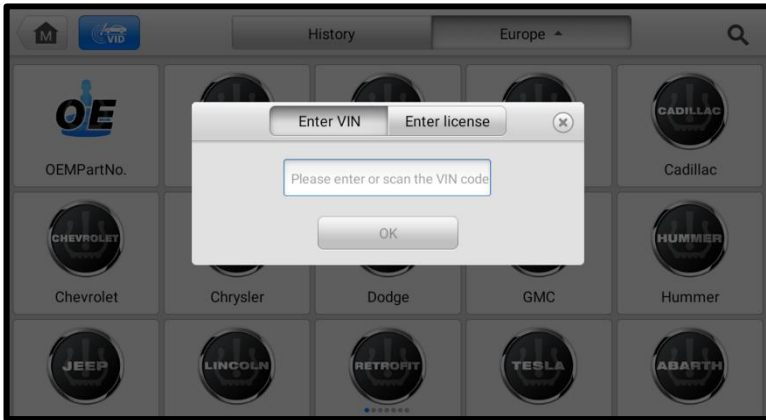 M
VID
History
Europe
Enter VIN
Enter license
OE
OEMPartNo.
Please enter or scan the VIN code
OK
CADILLAC
Cadillac
CHEVROLET
HUMMER
Chevrolet
Chrysler
Dodge
GMC
Hummer
JEEP
LINCOLN
RETROFIT
TESLA
ABARTH